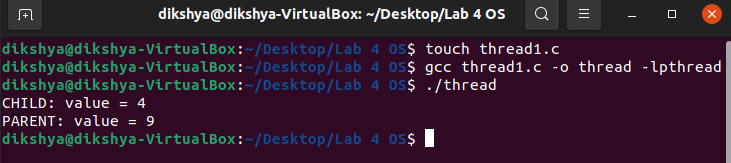 dikshya@dikshya-VirtualBox: ~/Desktop/Lab 4 OS
dikshya@dikshya-VirtualBox:~/Desktop/Lab 4 OS$ touch thread1.c
dikshya@dikshya-VirtualBox:~/Desktop/Lab 4 OS$ gcc thread1.c -o thread -lpthread
dikshya@dikshya-VirtualBox:~/Desktop/Lab 4 OS$ ./thread
CHILD: value = 4
PARENT: value = 9
dikshya@dikshya-VirtualBox:~/Desktop/Lab 4 OS$